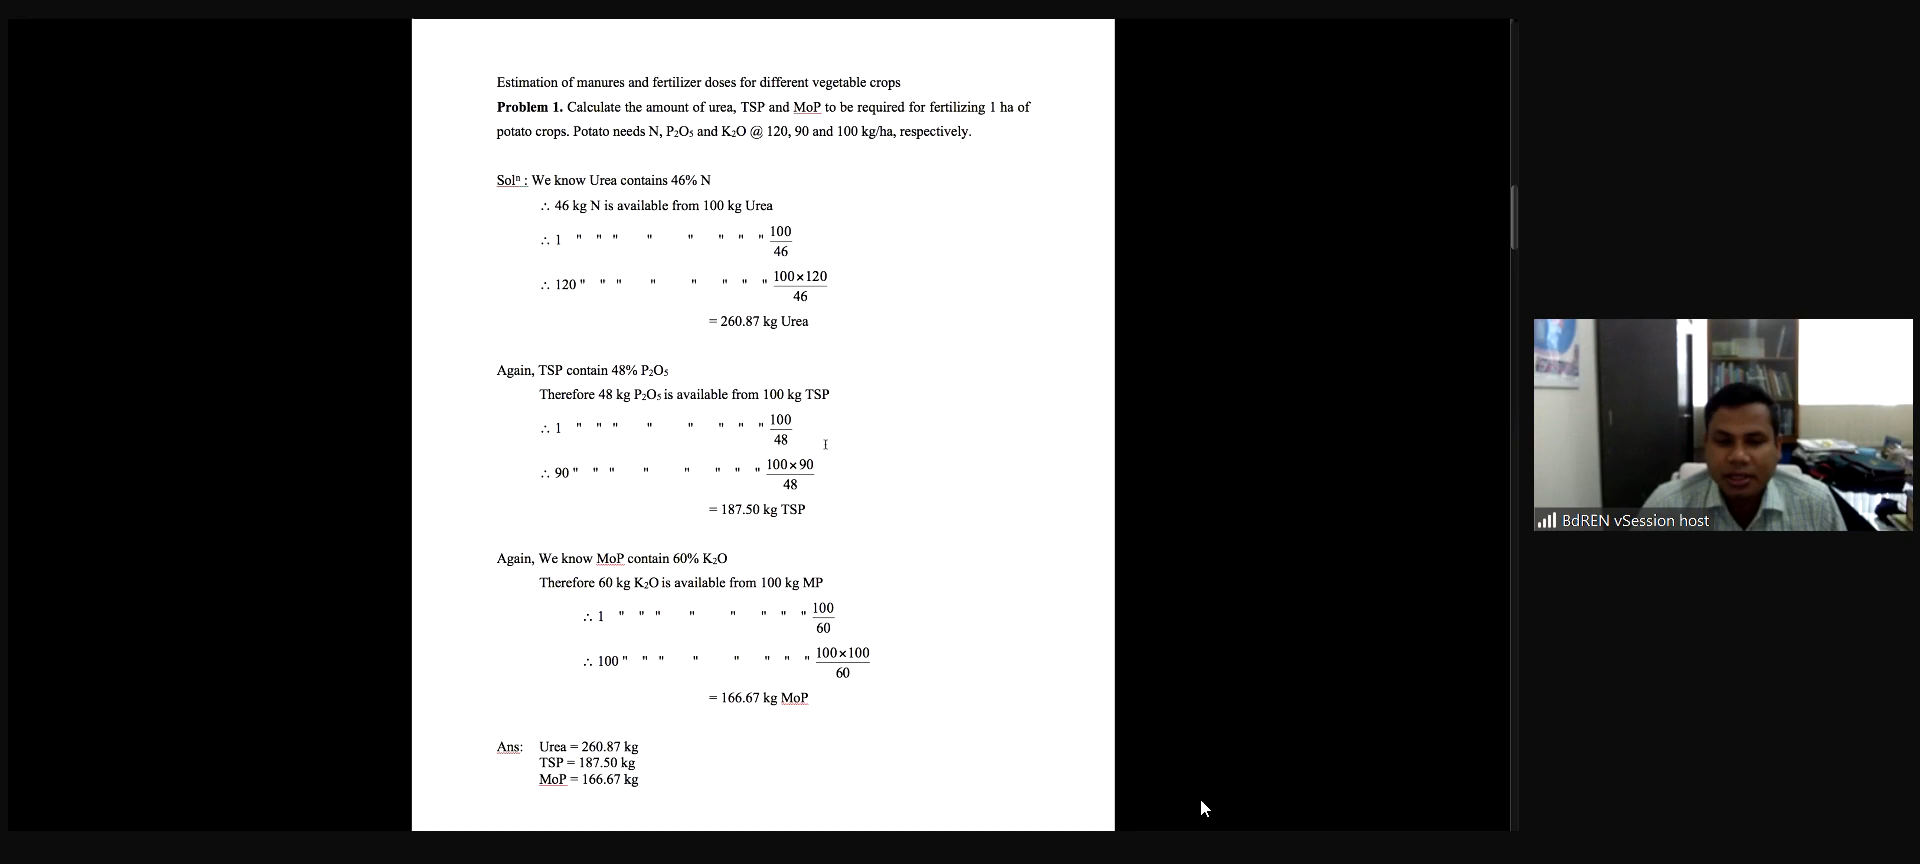 Estimation of manures and fertilizer doses for different vegetable crops
Problem 1. Calculate the amount of urea, TSP and MoP to be required for fertilizing 1 ha of
potato crops. Potato needs N, P₂O₅ and K₂O @ 120, 90 and 100 kg/ha, respectively.
Solⁿ : We know Urea contains 46% N
∴ 46 kg N is available from 100 kg Urea
∴ 1 " " " " " " " " 100/46
∴ 120 " " " " " " " " 100×120/46
= 260.87 kg Urea
Again, TSP contain 48% P₂O₅
Therefore 48 kg P₂O₅ is available from 100 kg TSP
∴ 1 " " " " " " " " 100/48
∴ 90 " " " " " " " " 100×90/48
= 187.50 kg TSP
Again, We know MoP contain 60% K₂O
Therefore 60 kg K₂O is available from 100 kg MP
∴ 1 " " " " " " " " 100/60
∴ 100 " " " " " " " " 100×100/60
= 166.67 kg MoP
Ans: Urea = 260.87 kg
TSP = 187.50 kg
MoP = 166.67 kg
BdREN vSession host